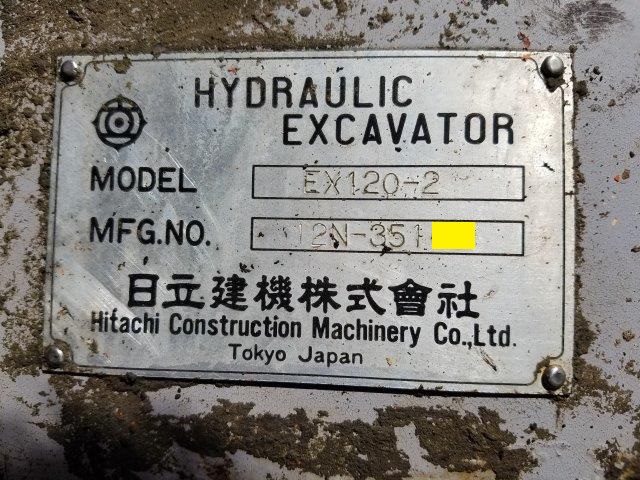 HYDRAULIC
EXCAVATOR
MODEL EX120-2
MFG.NO. 12N-351
日立建機株式會社
Hitachi Construction Machinery Co.,Ltd.
Tokyo Japan